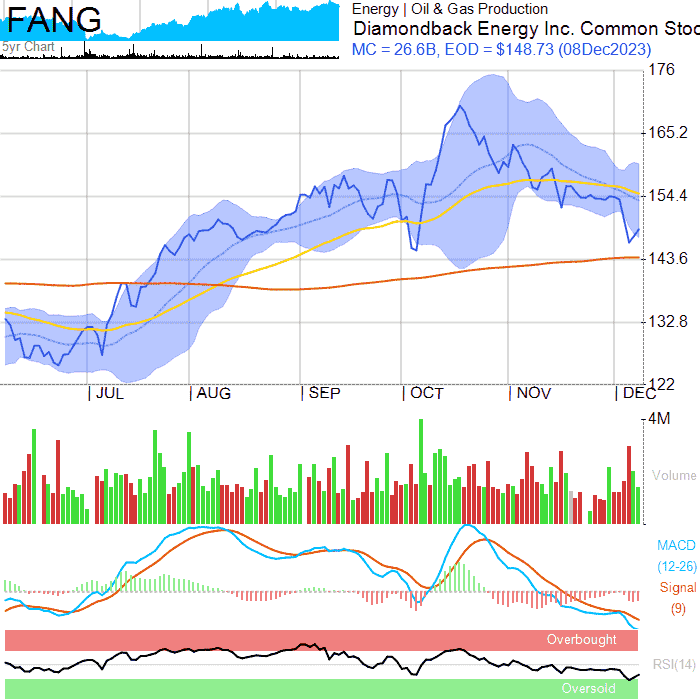 FANG
5yr Chart
Energy | Oil & Gas Production
Diamondback Energy Inc. Common Stoc
MC = 26.6B, EOD = $148.73 (08Dec2023)
176
165.2
154.4
143.6
132.8
122
JUL AUG SEP OCT NOV DEC
4M
Volume
MACD
(12-26)
Signal
(9)
Overbought
RSI(14)
Oversoid